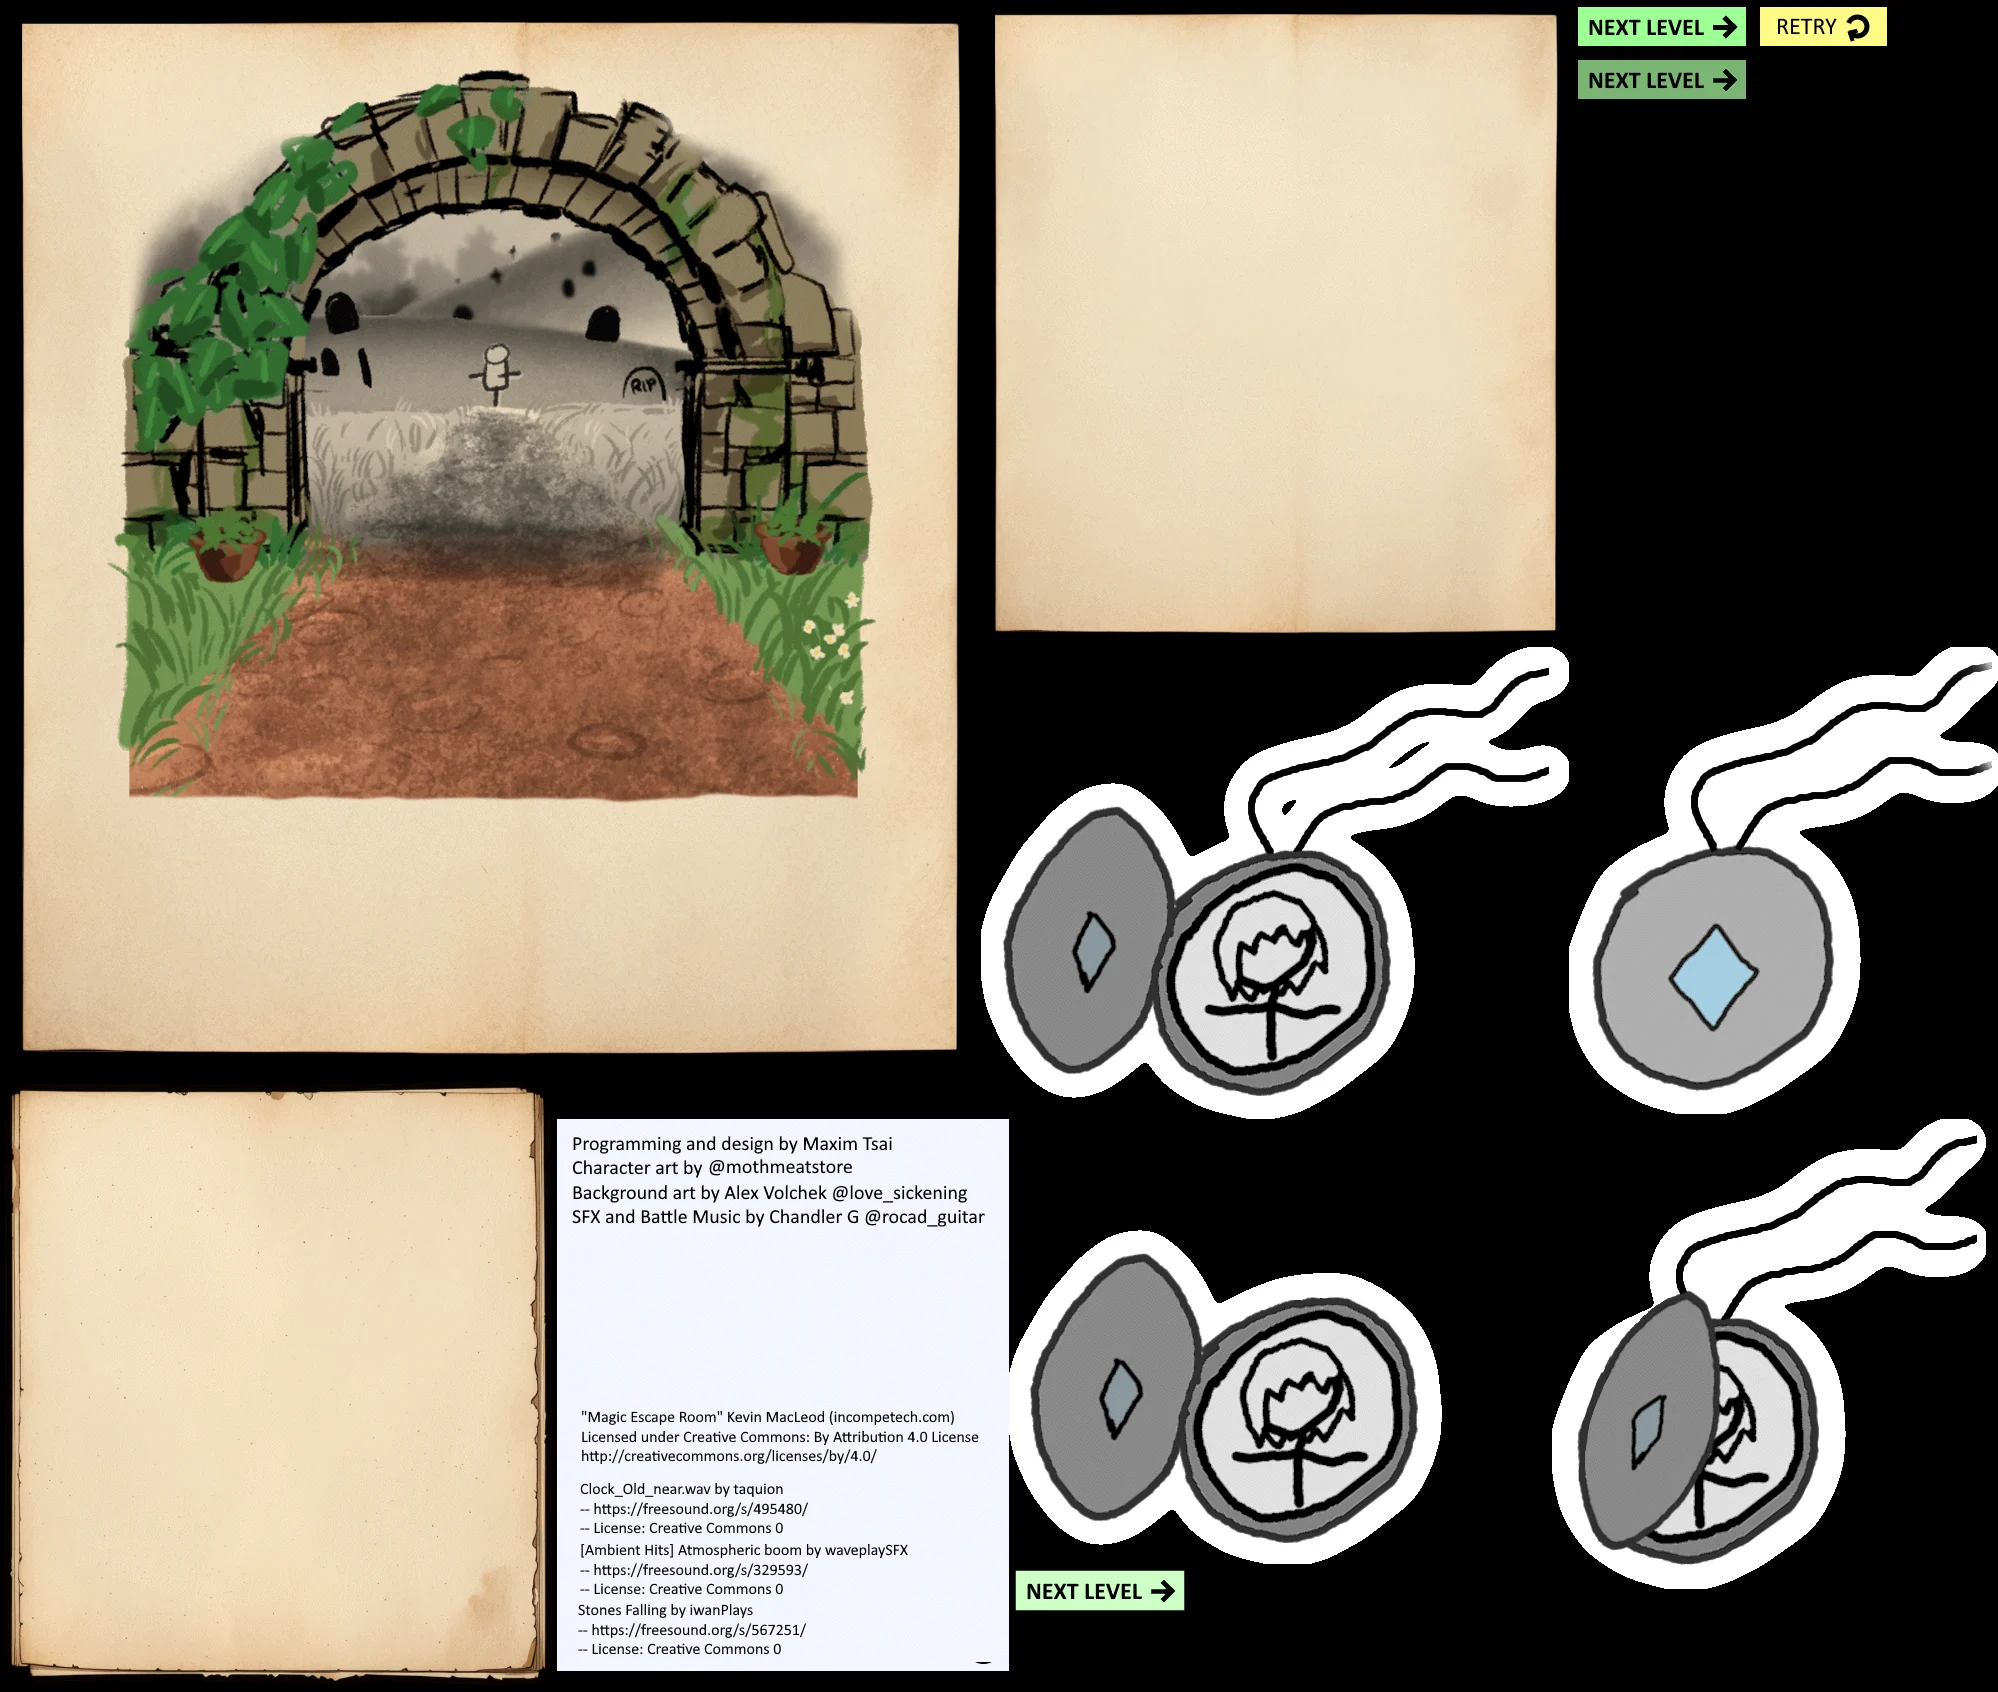 NEXT LEVEL
RETRY
NEXT LEVEL
RIP
Programming and design by Maxim Tsai
Character art by @mothmeatstore
Background art by Alex Volchek @love_sickening
SFX and Battle Music by Chandler G @rocad_guitar
"Magic Escape Room" Kevin MacLeod (incompetech.com)
Licensed under Creative Commons: By Attribution 4.0 License
http://creativecommons.org/licenses/by/4.0/
Clock_Old_near.wav by taquion
-- https://freesound.org/s/495480/
-- License: Creative Commons 0
[Ambient Hits] Atmospheric boom by waveplaySFX
-- https://freesound.org/s/329593/
-- License: Creative Commons 0
Stones Falling by iwanPlays
-- https://freesound.org/s/567251/
-- License: Creative Commons 0
NEXT LEVEL